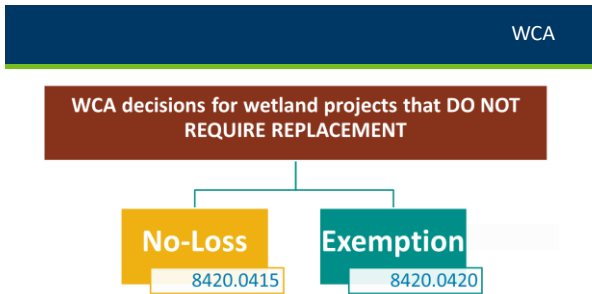 WCA
WCA decisions for wetland projects that DO NOT
REQUIRE REPLACEMENT
No-Loss
Exemption
8420.0415
8420.0420